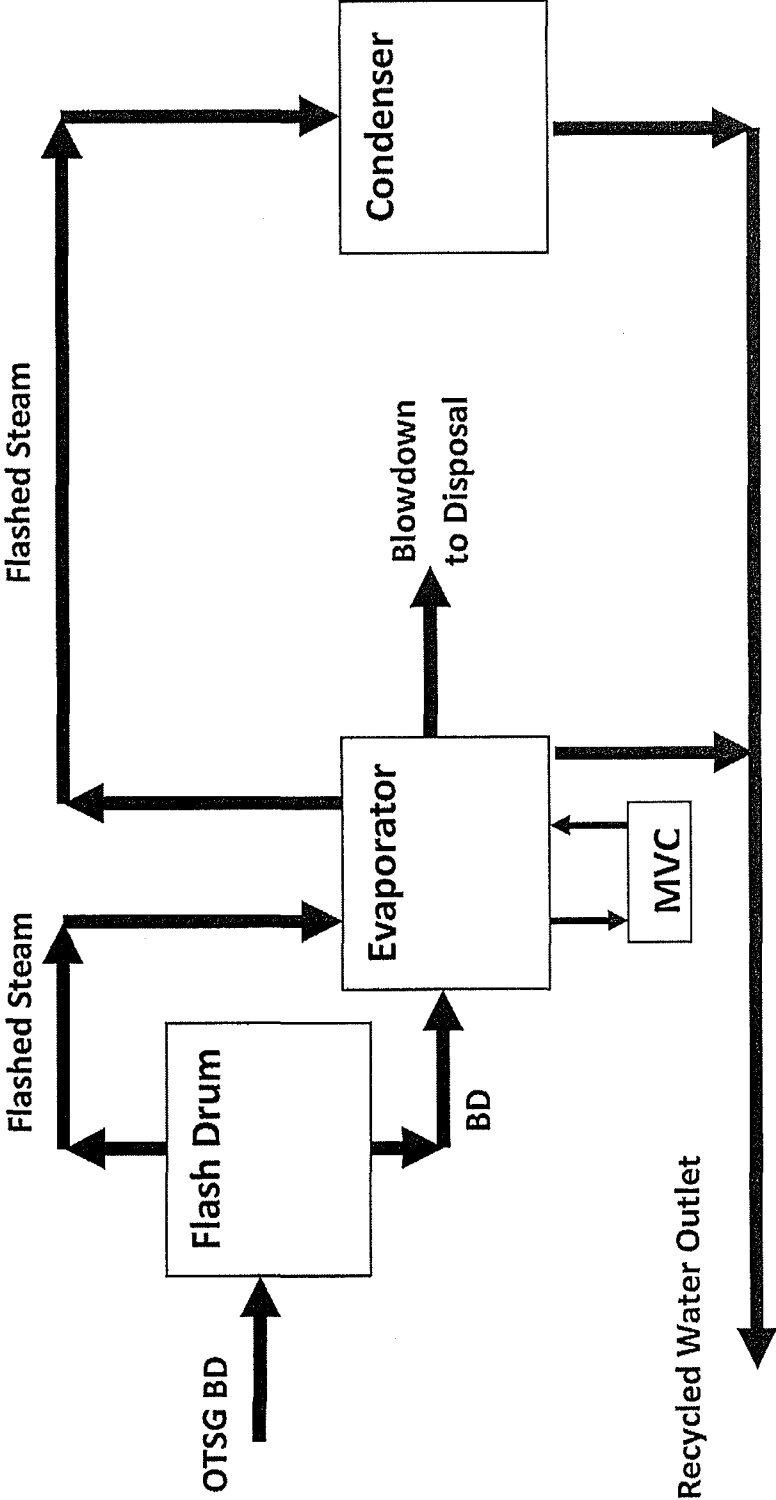 Flashed Steam
Flashed Steam
Flash Drum
Evaporator
Condenser
OTSG BD
BD
Blowdown
to Disposal
MVC
Recycled Water Outlet